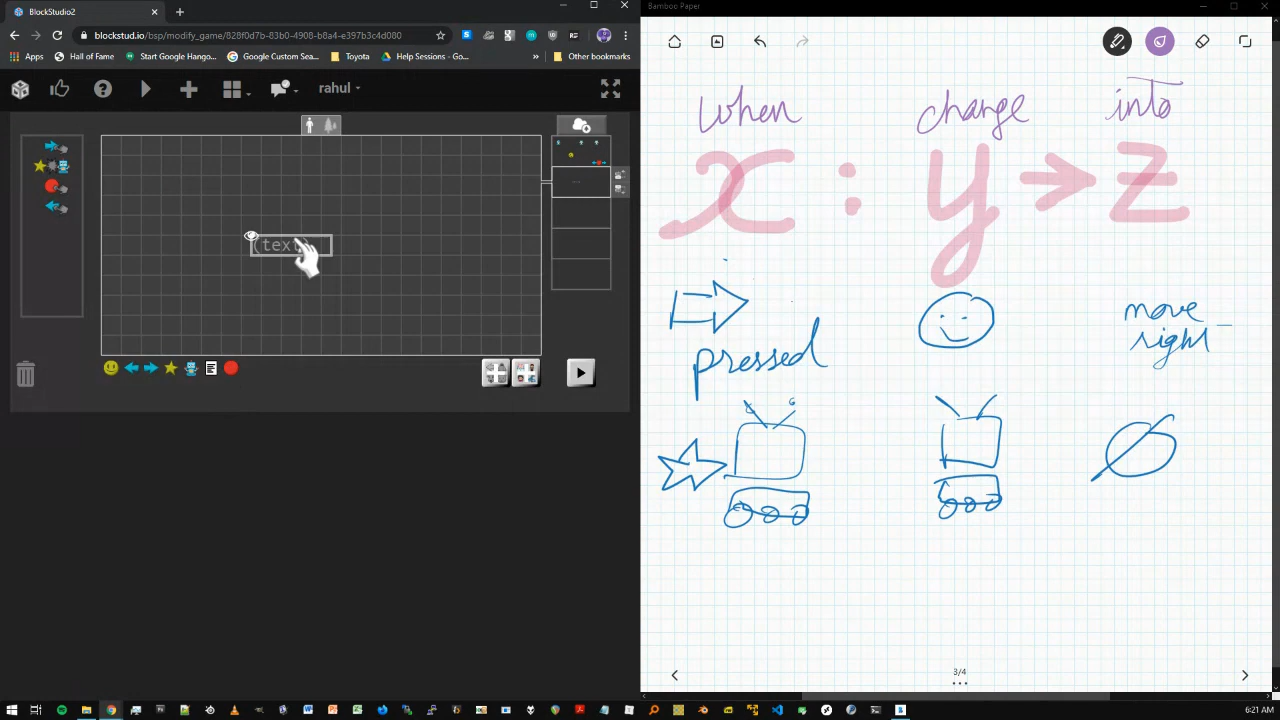 BlockStudio2
Bamboo Paper
blockstud.io/bsp/modify_game/828f0d7b-83b0-4908-b8a4-e397b3c4d080
Apps
Hall of Fame
Start Google Hangou...
Google Custom Sea...
Toyota
Help Sessions - Go...
»
Other bookmarks
rahul
(text
when change into
x : y → z
pressed
move
right
3/4
6:21 AM